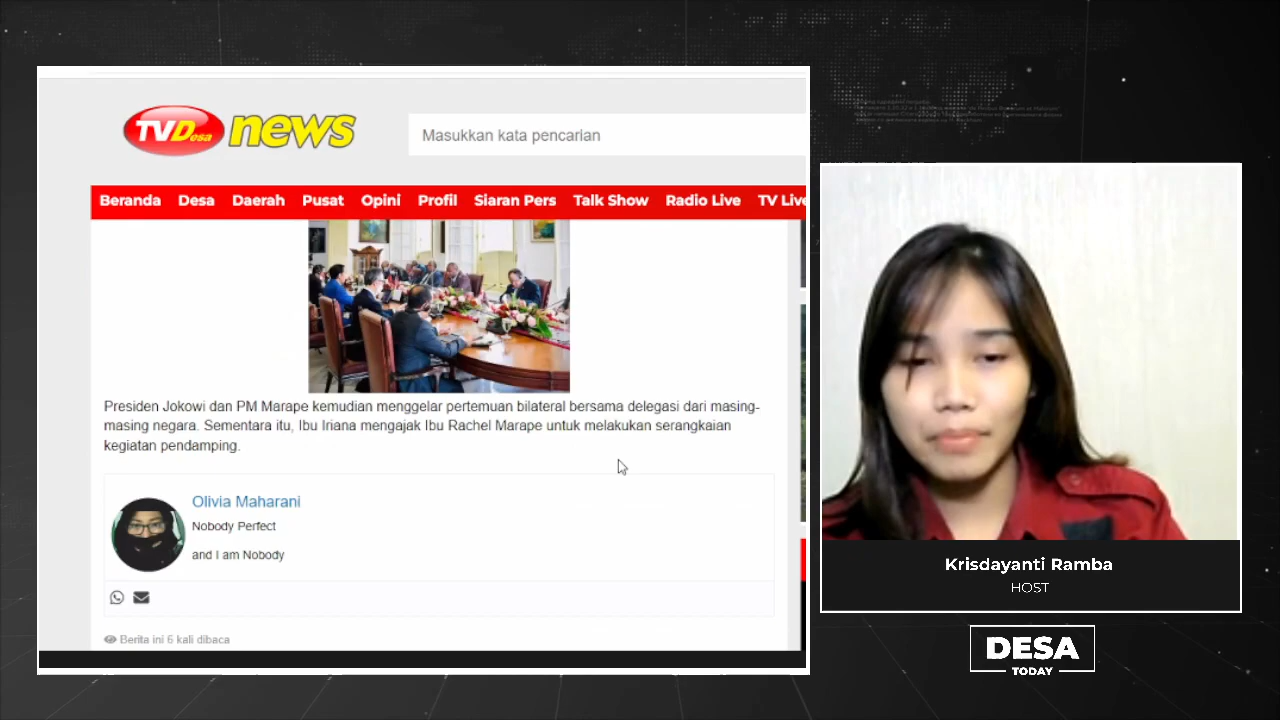 TVDesa news
Masukkan kata pencarian
Beranda Desa Daerah Pusat Opini Profil Siaran Pers Talk Show Radio Live TV Live
Presiden Jokowi dan PM Marape kemudian menggelar pertemuan bilateral bersama delegasi dari masing-
masing negara. Sementara itu, Ibu Iriana mengajak Ibu Rachel Marape untuk melakukan serangkaian
kegiatan pendamping.
Olivia Maharani
Nobody Perfect
and I am Nobody
Berita ini 6 kali dibaca
Krisdayanti Ramba
HOST
DESA
TODAY